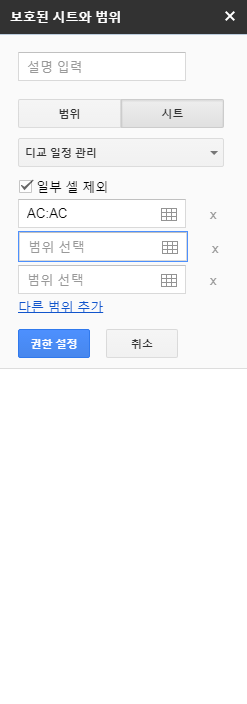 보호된 시트와 범위 ×
설명 입력
범위 시트
디교 일정 관리
일부 셀 제외
AC:AC x
범위 선택 x
범위 선택 x
다른 범위 추가
권한 설정 취소